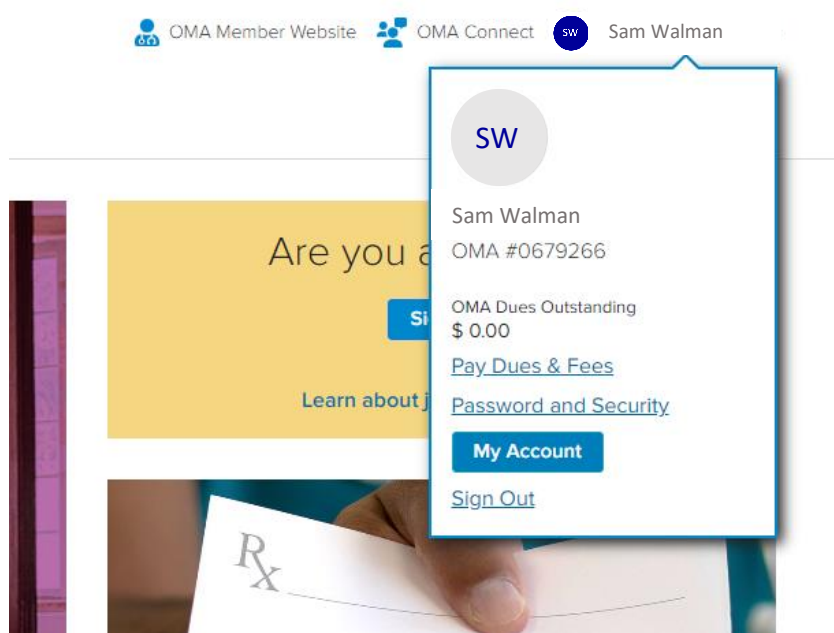 OMA Member Website OMA Connect SW Sam Walman
SW
Sam Walman
OMA #0679266
OMA Dues Outstanding
$ 0.00
Pay Dues & Fees
Password and Security
My Account
Sign Out
Are you
Learn about
Rx